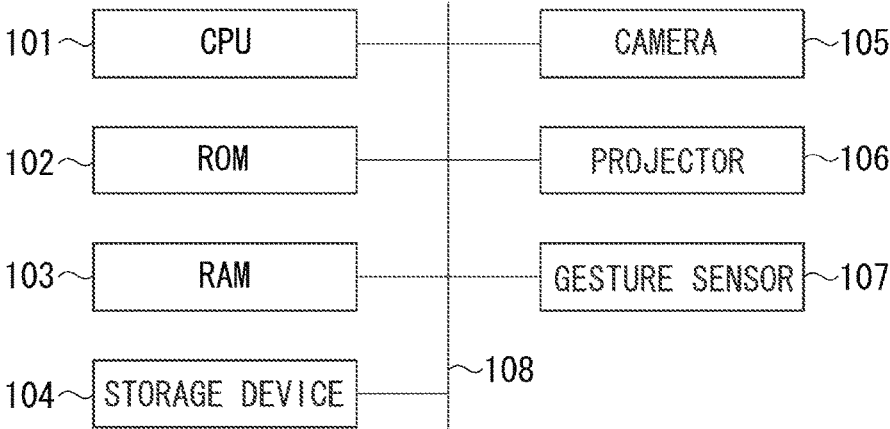 101 CPU CAMERA 105
102 ROM PROJECTOR 106
103 RAM GESTURE SENSOR 107
108
104 STORAGE DEVICE